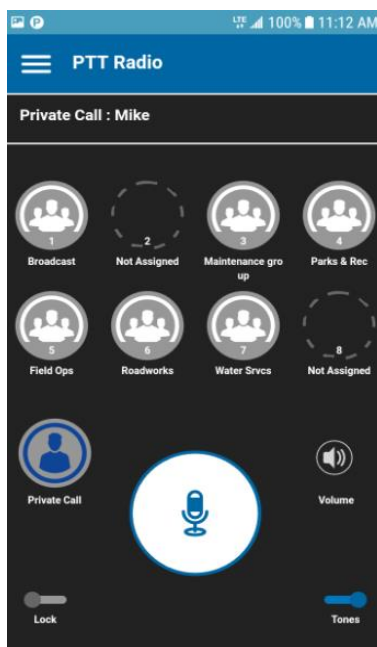 LTE 100% 11:12 AM
PTT Radio
Private Call : Mike
1
2
3
4
Broadcast
Not Assigned
Maintenance gro
up
Parks & Rec
5
6
7
8
Field Ops
Roadworks
Water Srvcs
Not Assigned
Private Call
Volume
Lock
Tones